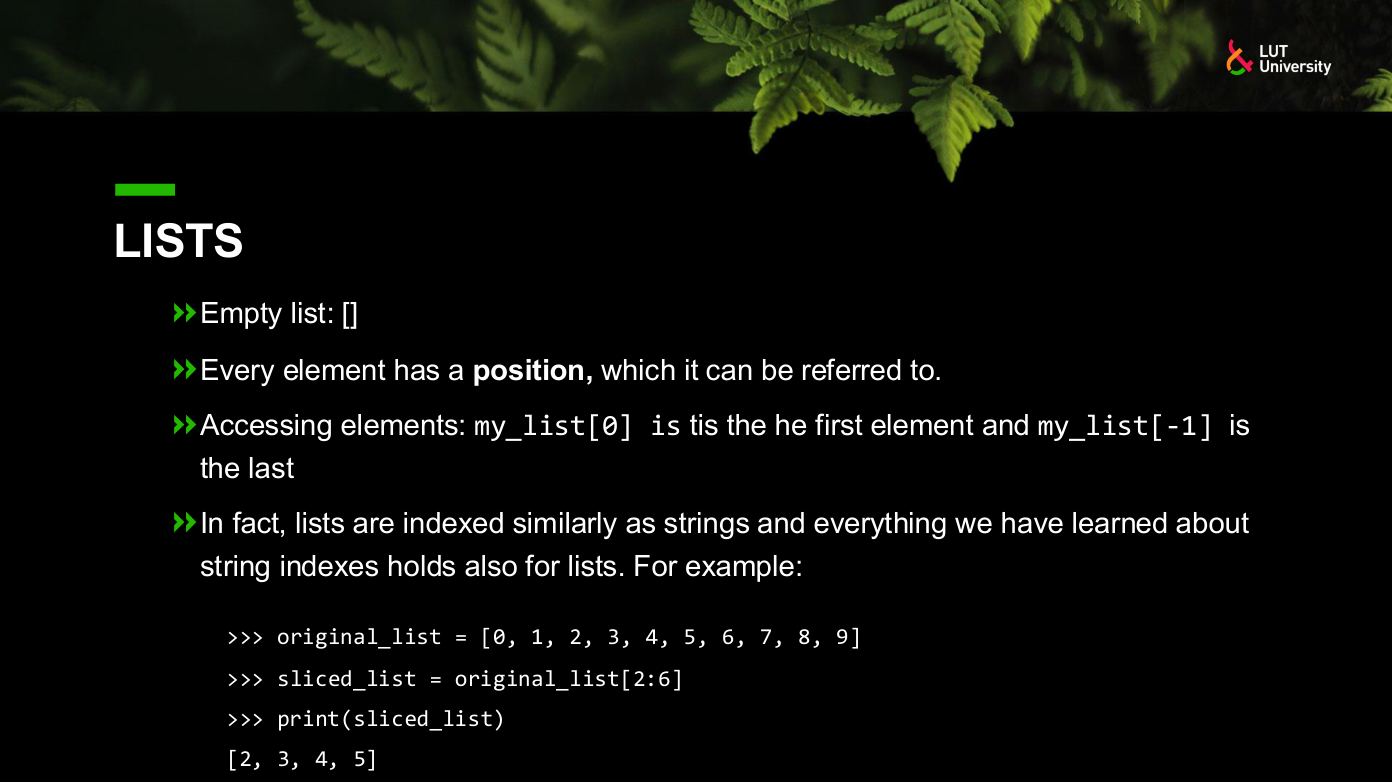 LUT
University
LISTS
Empty list: []
Every element has a position, which it can be referred to.
Accessing elements: my_list[0] is tis the he first element and my_list[-1] is
the last
In fact, lists are indexed similarly as strings and everything we have learned about
string indexes holds also for lists. For example:
>>> original_list = [0, 1, 2, 3, 4, 5, 6, 7, 8, 9]
>>> sliced_list = original_list[2:6]
>>> print(sliced_list)
[2, 3, 4, 5]